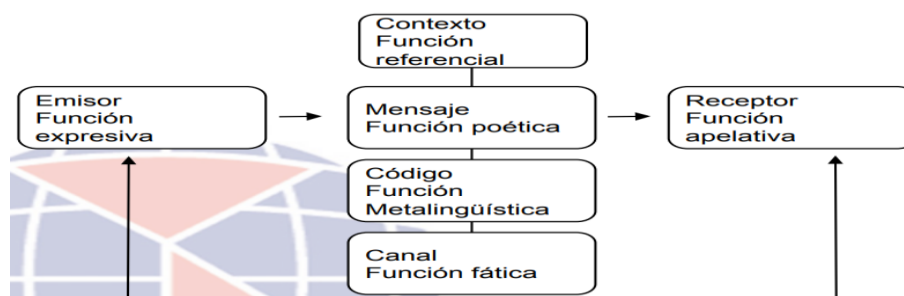 Contexto
Función
referencial
Emisor
Función
expresiva
Mensaje
Función poética
Receptor
Función
apelativa
Código
Función
Metalingüística
Canal
Función fática